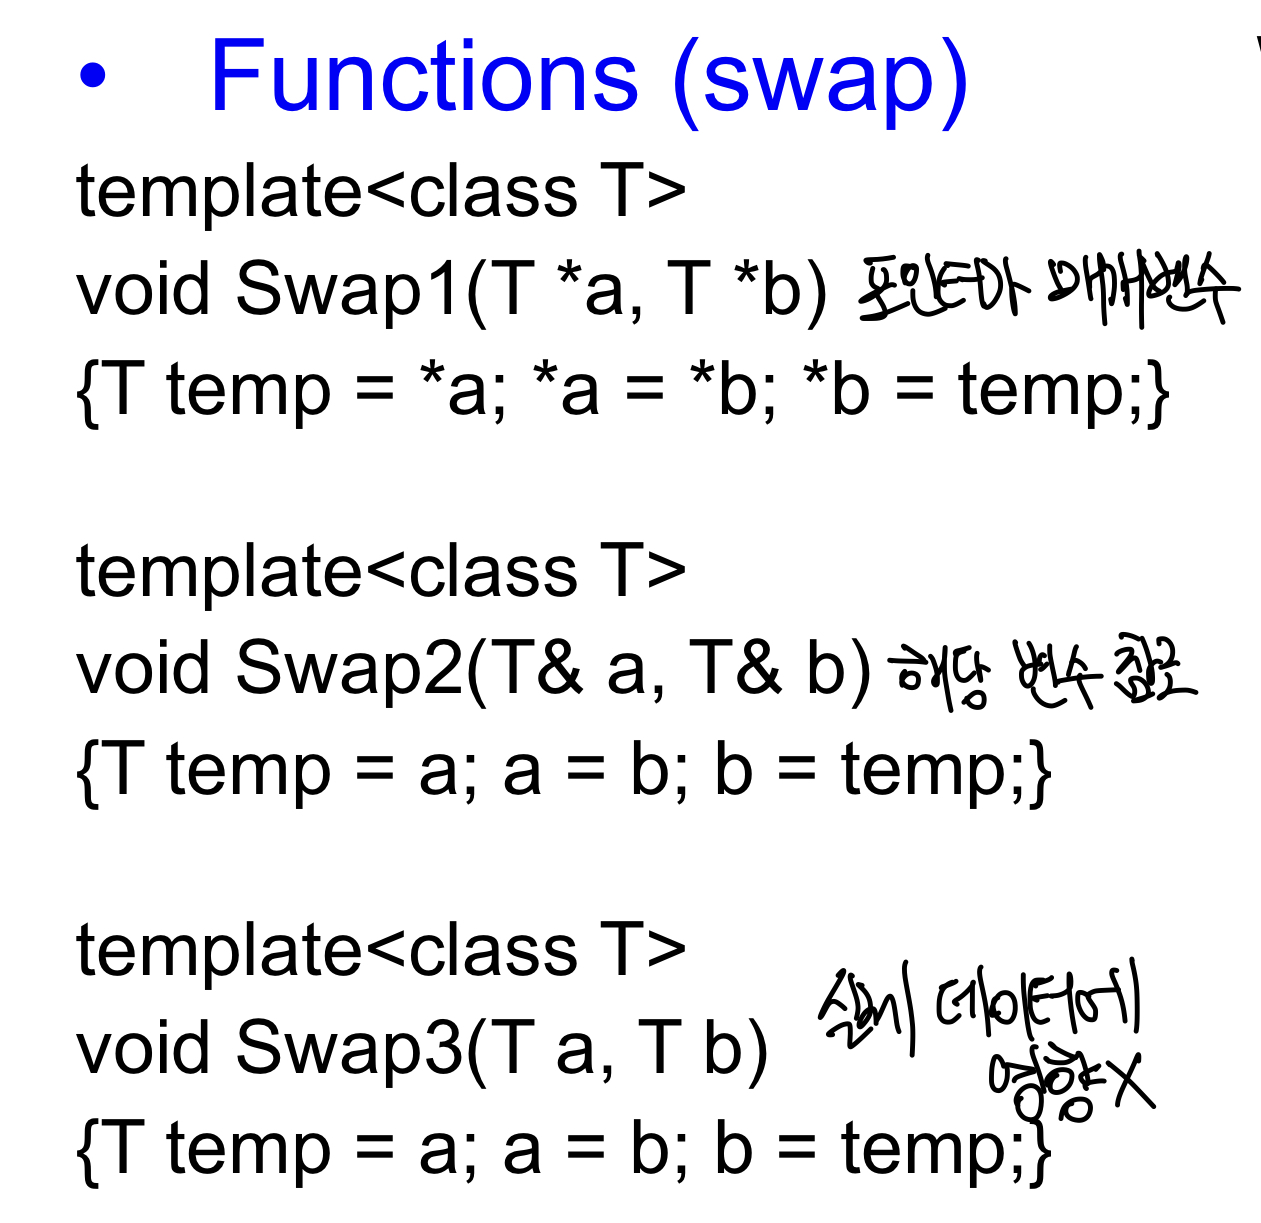 • Functions (swap)
template<class T>
void Swap1(T *a, T *b) 포인터 매개변수
{T temp = *a; *a = *b; *b = temp;}
template<class T>
void Swap2(T& a, T& b) 해당 변수 참조
{T temp = a; a = b; b = temp;}
template<class T>
실제 데이터에
void Swap3(T a, T b)
영향X
{T temp = a; a = b; b = temp;}